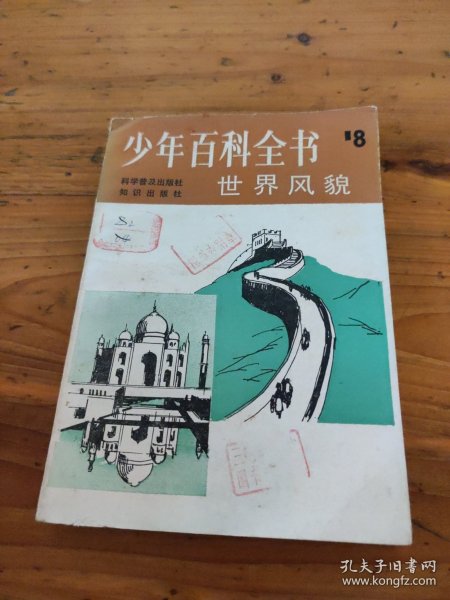 少年百科全书
8
科学普及出版社
知识出版社
世界风貌
孔夫子旧书网
www.kongfz.com